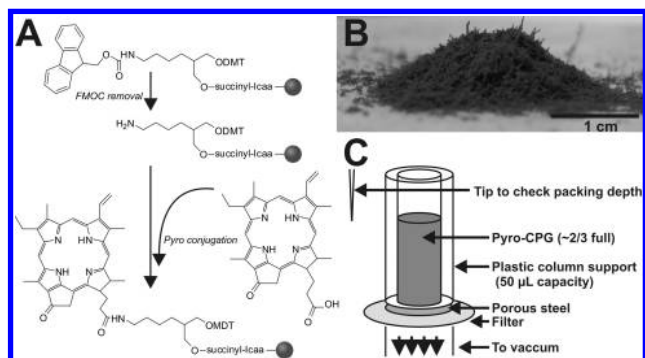 A
O
O
HN
ODMT
O
succinyl-lcaa
FMOC removal
H₂N
ODMT
O
succinyl-lcaa
Pyro conjugation
N
HN
NH
N
O
O
HN
OMDT
O
succinyl-lcaa
N
HN
NH
N
O
O
OH
B
1 cm
C
Tip to check packing depth
Pyro-CPG (~2/3 full)
Plastic column support
(50 µL capacity)
Porous steel
Filter
To vaccum